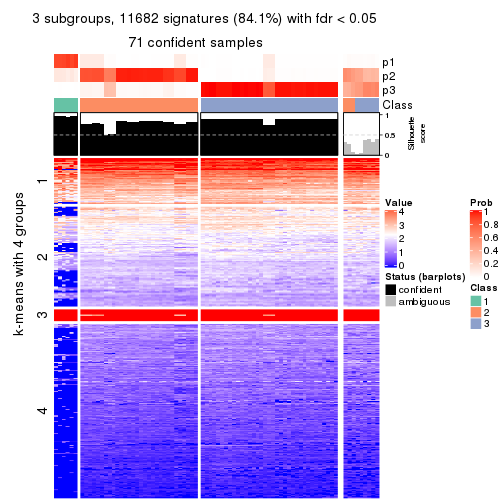 3 subgroups, 11682 signatures (84.1%) with fdr < 0.05
71 confident samples
p1
p2
p3
Class
1
0.5
0
Silhouette
score
k-means with 4 groups
1
2
3
4
Value
4
3
2
1
0
Status (barplots)
confident
ambiguous
Prob
1
0.8
0.6
0.4
0.2
0
Class
1
2
3